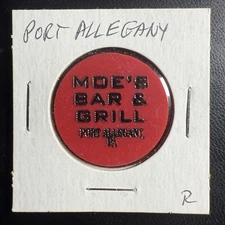 PORT ALLEGANY
MOE'S
BAR &
GRILL
PORT ALLEGANY,
PA
R